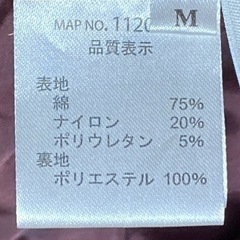 MAP NO. 1120
M
品質表示
表地
綿 75%
ナイロン 20%
ポリウレタン 5%
裏地
ポリエステル 100%